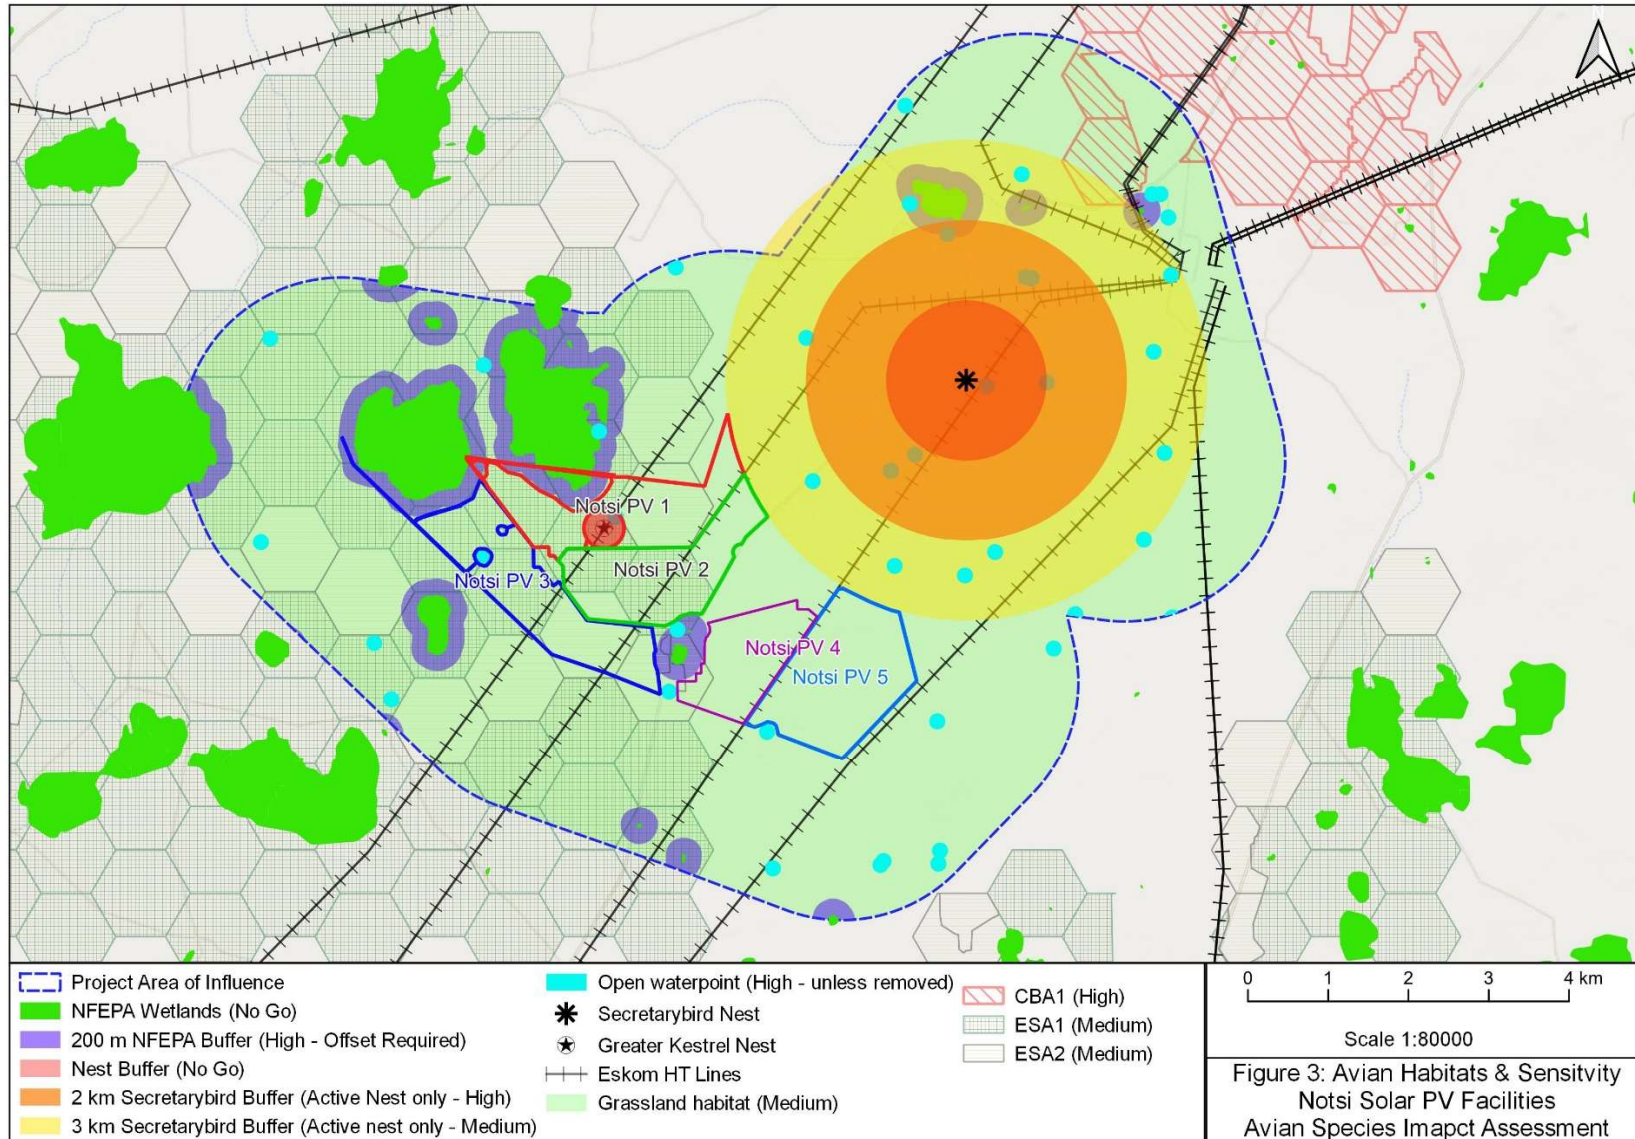 N
Notsi PV 1
Notsi PV 2
Notsi PV 3
Notsi PV 4
Notsi PV 5
Project Area of Influence
NFEPA Wetlands (No Go)
200 m NFEPA Buffer (High - Offset Required)
Nest Buffer (No Go)
2 km Secretarybird Buffer (Active Nest only - High)
3 km Secretarybird Buffer (Active nest only - Medium)
Open waterpoint (High - unless removed)
Secretarybird Nest
Greater Kestrel Nest
Eskom HT Lines
Grassland habitat (Medium)
CBA1 (High)
ESA1 (Medium)
ESA2 (Medium)
0 1 2 3 4 km
Scale 1:80000
Figure 3: Avian Habitats & Sensitvity
Notsi Solar PV Facilities
Avian Species Imapct Assessment